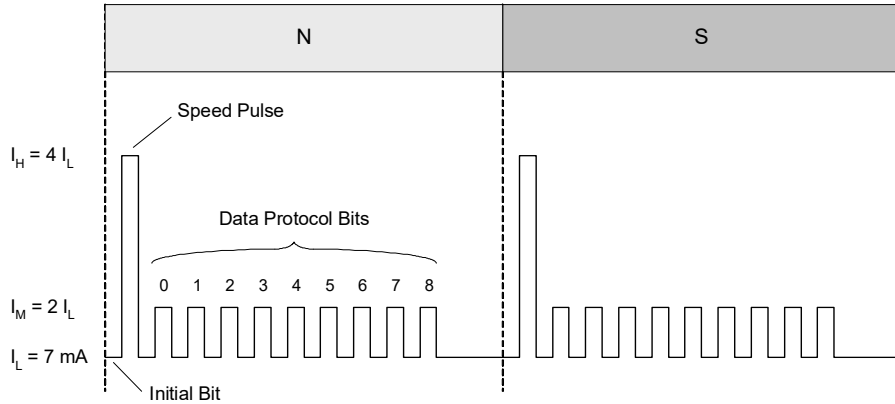 N
S
Speed Pulse
I_H = 4 I_L
Data Protocol Bits
0 1 2 3 4 5 6 7 8
I_M = 2 I_L
I_L = 7 mA
Initial Bit